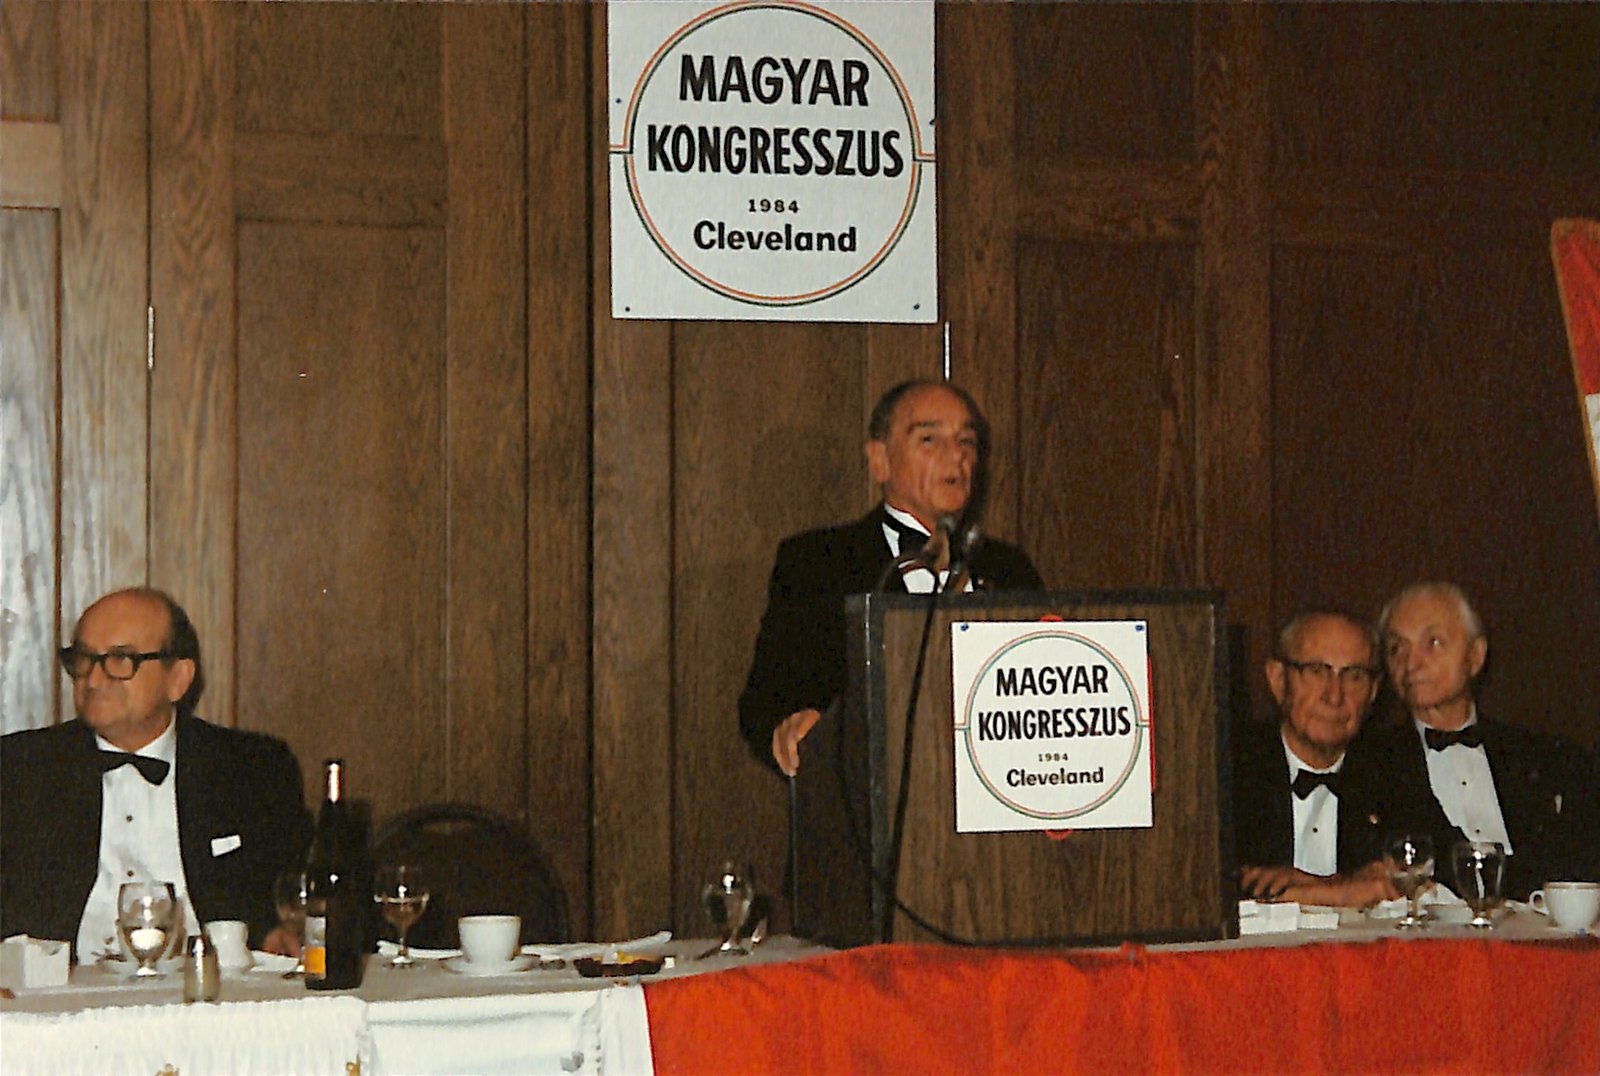 MAGYAR
KONGRESSZUS
1984
Cleveland
MAGYAR
KONGRESSZUS
1984
Cleveland